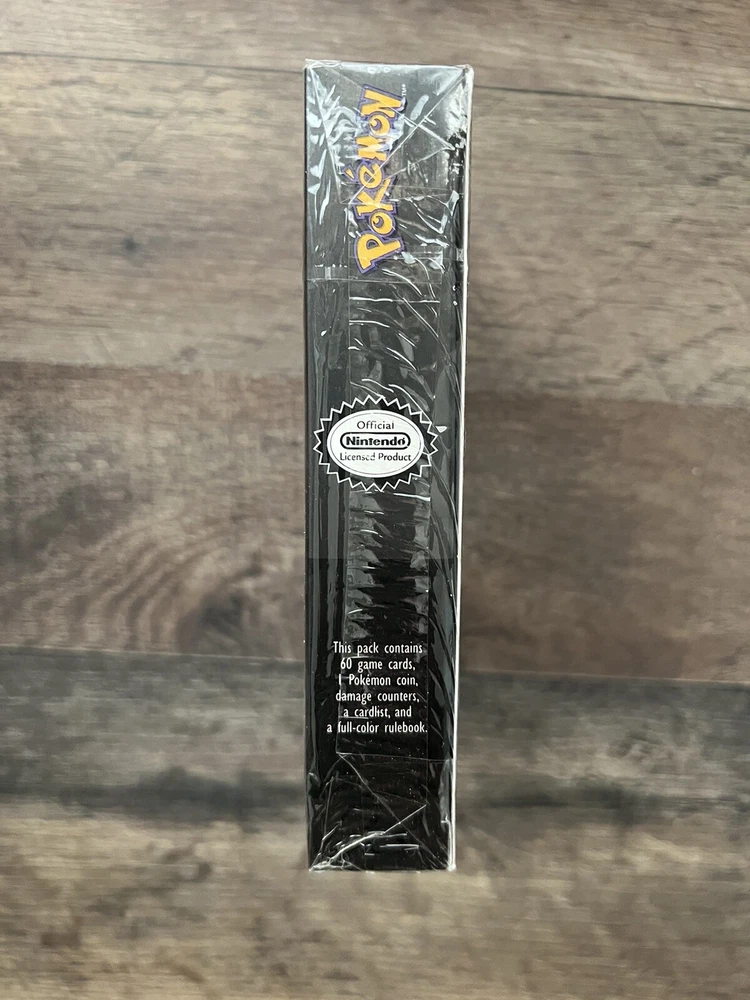 POKéMON
TM
Official
Nintendo
Licensed Product
This pack contains
60 game cards,
1 Pokémon coin,
damage counters,
a cardlist, and
a full-color rulebook.